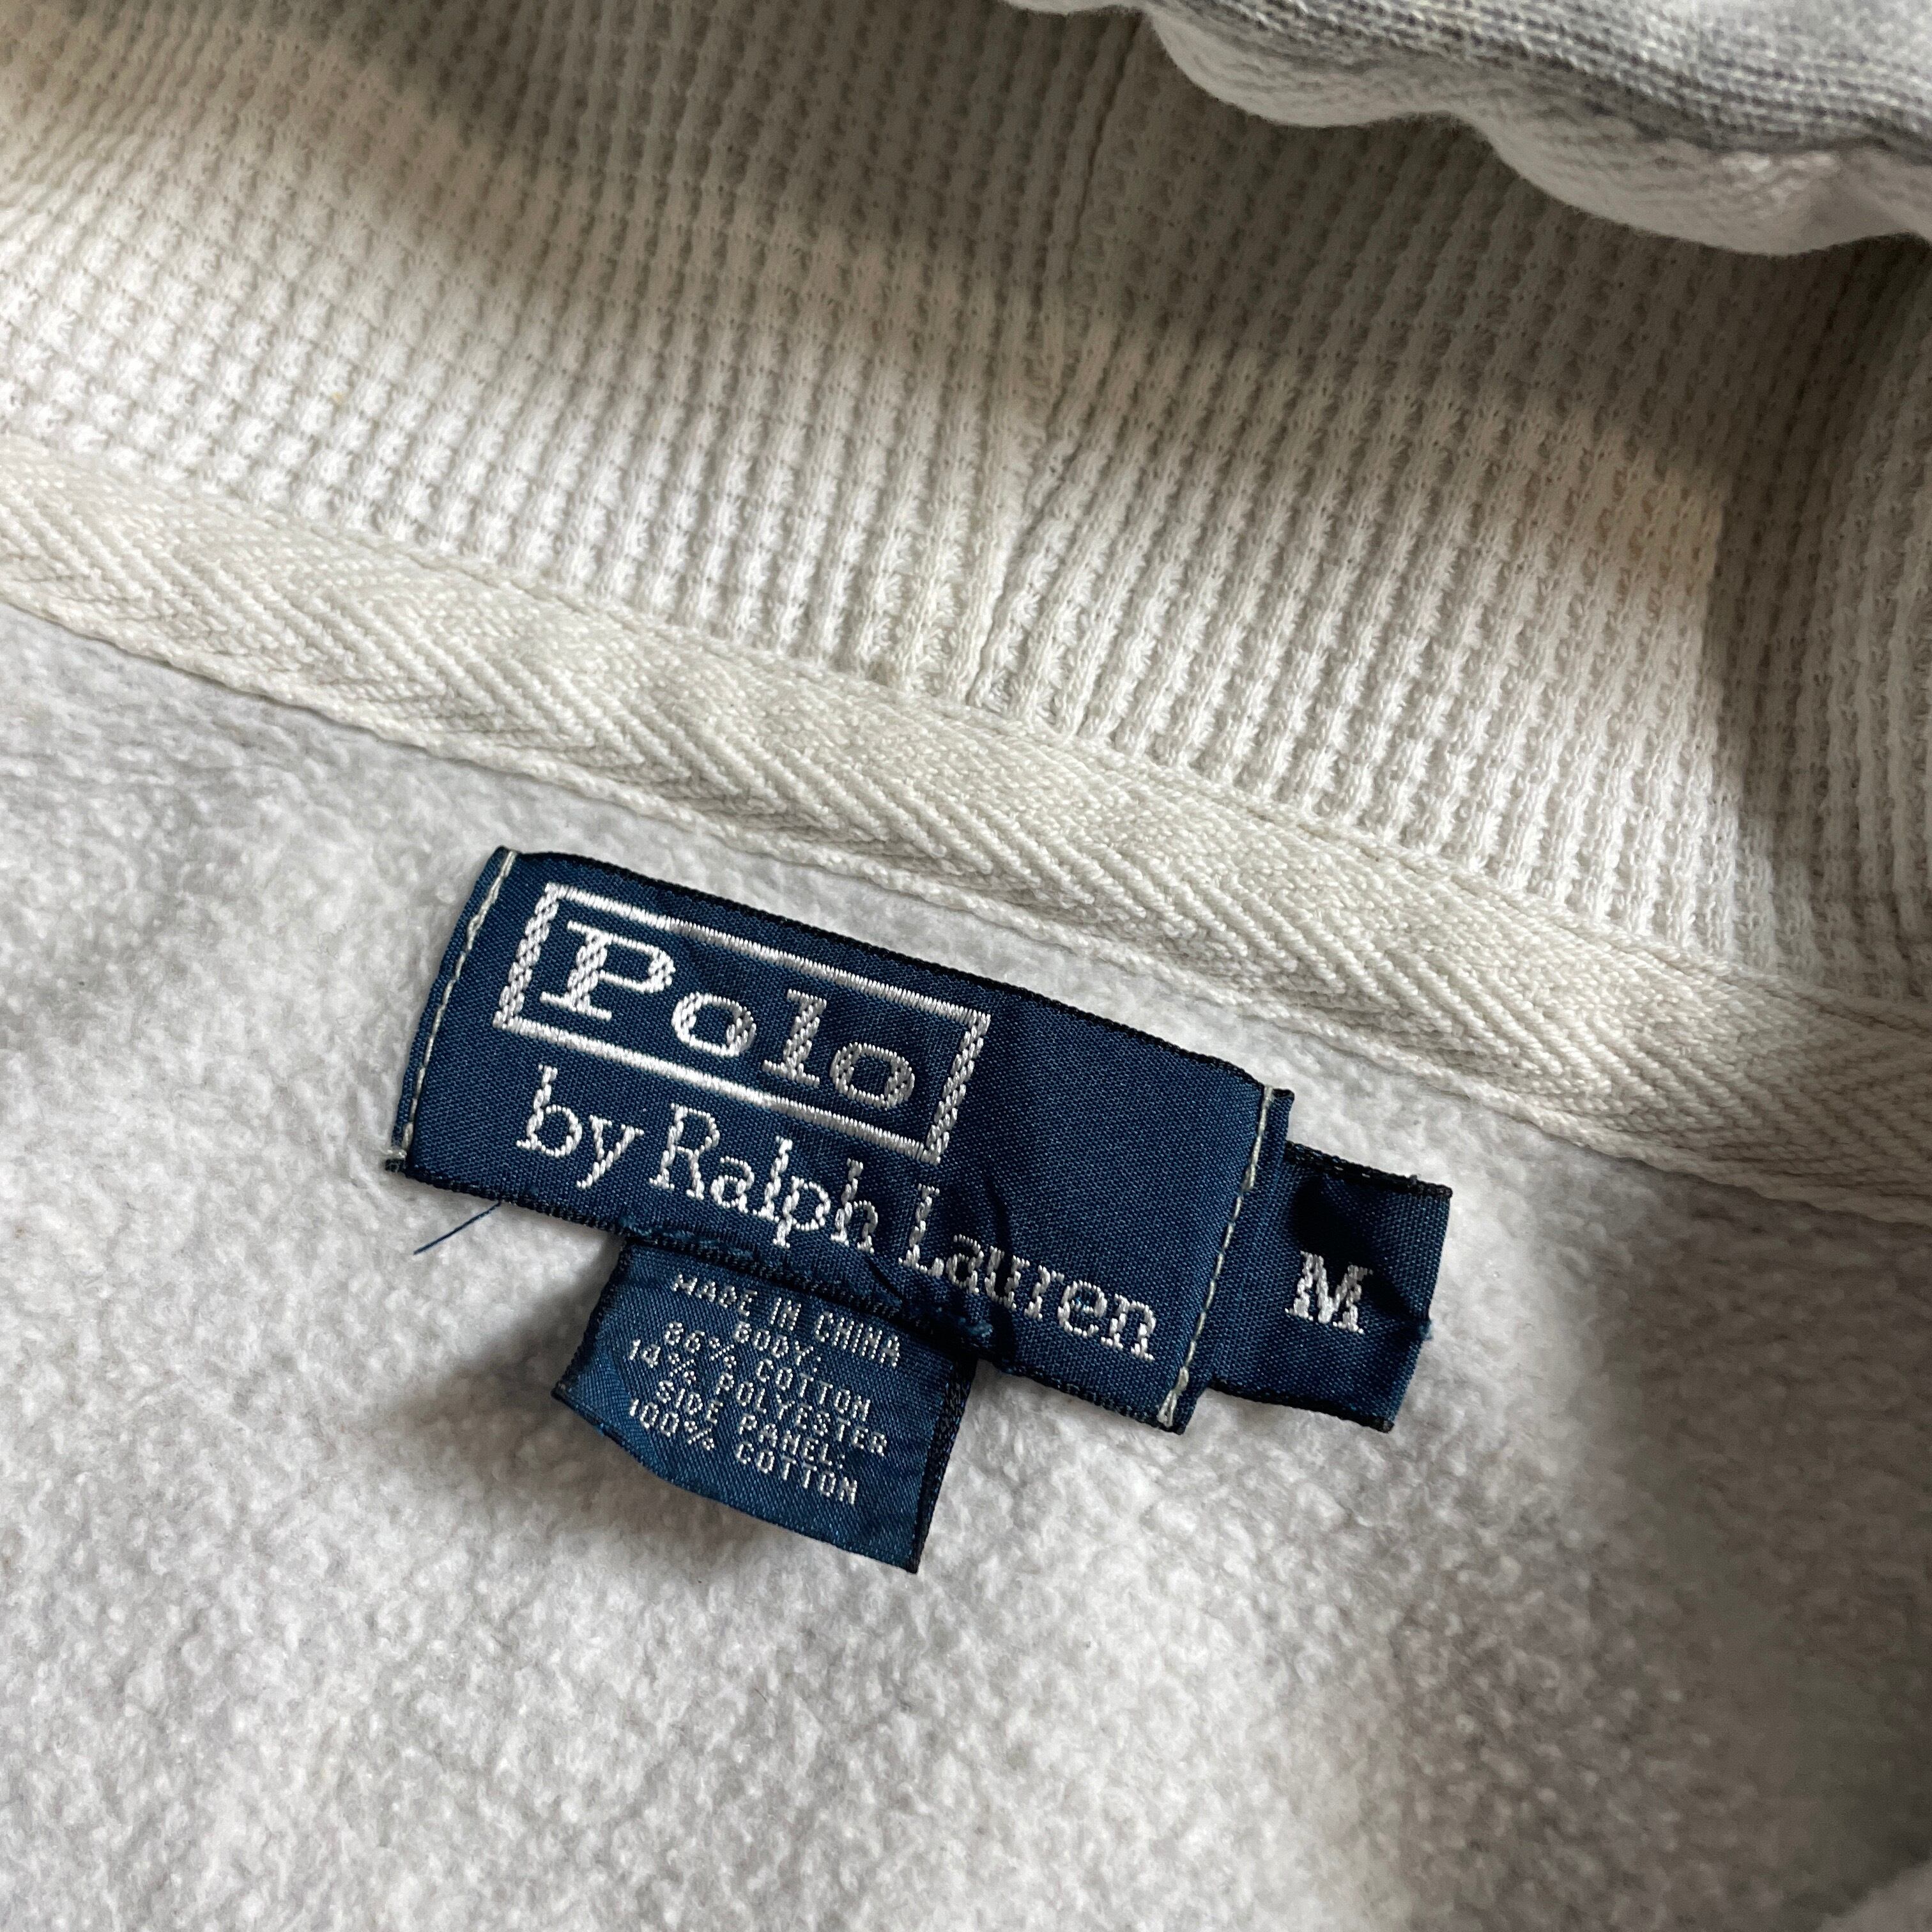 Polo
by Ralph Lauren
M
MADE IN CHINA
BODY:
86% COTTON
14% POLYESTER
SIDE PANEL:
100% COTTON